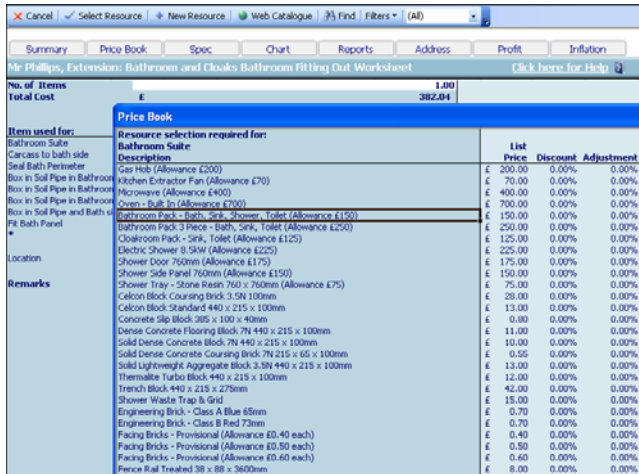 Cancel Select Resource New Resource Web Catalogue Find Filters (All)
Summary Price Book Spec Chart Reports Address Profit Inflation
Mr Phillips, Extension: Bathroom and Cloaks Bathroom Fitting Out Worksheet Click here for Help
No. of Items 1.00
Total Cost £ 382.04
Price Book
Item used for:
Bathroom Suite
Carcass to bath side
Seal Bath Perimeter
Box in Soil Pipe in Bathroom
Box in Soil Pipe in Bathroom
Box in Soil Pipe in Bathroom
Box in Soil Pipe and Bath si
Fit Bath Panel
*
Location
Remarks
Resource selection required for:
Bathroom Suite List
Description Price Discount Adjustment
Gas Hob (Allowance £200) £ 200.00 0.00% 0.00%
Kitchen Extractor Fan (Allowance £70) £ 70.00 0.00% 0.00%
Microwave (Allowance £400) £ 400.00 0.00% 0.00%
Oven - Built In (Allowance £700) £ 700.00 0.00% 0.00%
Bathroom Pack - Bath, Sink, Shower, Toilet (Allowance £150) £ 150.00 0.00% 0.00%
Bathroom Pack 3 Piece - Bath, Sink, Toilet (Allowance £250) £ 250.00 0.00% 0.00%
Cloakroom Pack - Sink, Toilet (Allowance £125) £ 125.00 0.00% 0.00%
Electric Shower 8.5kW (Allowance £225) £ 225.00 0.00% 0.00%
Shower Door 760mm (Allowance £175) £ 175.00 0.00% 0.00%
Shower Side Panel 760mm (Allowance £150) £ 150.00 0.00% 0.00%
Shower Tray - Stone Resin 760 x 760mm (Allowance £75) £ 75.00 0.00% 0.00%
Celcon Block Coursing Brick 3.5N 100mm £ 28.00 0.00% 0.00%
Celcon Block Standard 440 x 215 x 100mm £ 13.00 0.00% 0.00%
Concrete Slip Block 385 x 100 x 40mm £ 0.80 0.00% 0.00%
Dense Concrete Flooring Block 7N 440 x 215 x 100mm £ 11.00 0.00% 0.00%
Solid Dense Concrete Block 7N 440 x 215 x 100mm £ 10.00 0.00% 0.00%
Solid Dense Concrete Coursing Brick 7N 215 x 65 x 100mm £ 0.55 0.00% 0.00%
Solid Lightweight Aggregate Block 3.5N 440 x 215 x 100mm £ 13.00 0.00% 0.00%
Thermalite Turbo Block 440 x 215 x 100mm £ 12.00 0.00% 0.00%
Trench Block 440 x 215 x 275mm £ 42.00 0.00% 0.00%
Shower Waste Trap & Grid £ 15.00 0.00% 0.00%
Engineering Brick - Class A Blue 65mm £ 0.70 0.00% 0.00%
Engineering Brick - Class B Red 73mm £ 0.70 0.00% 0.00%
Facing Bricks - Provisional (Allowance £0.40 each) £ 0.40 0.00% 0.00%
Facing Bricks - Provisional (Allowance £0.50 each) £ 0.50 0.00% 0.00%
Facing Bricks - Provisional (Allowance £0.60 each) £ 0.60 0.00% 0.00%
Fence Rail Treated 38 x 88 x 3600mm £ 8.00 0.00% 0.00%